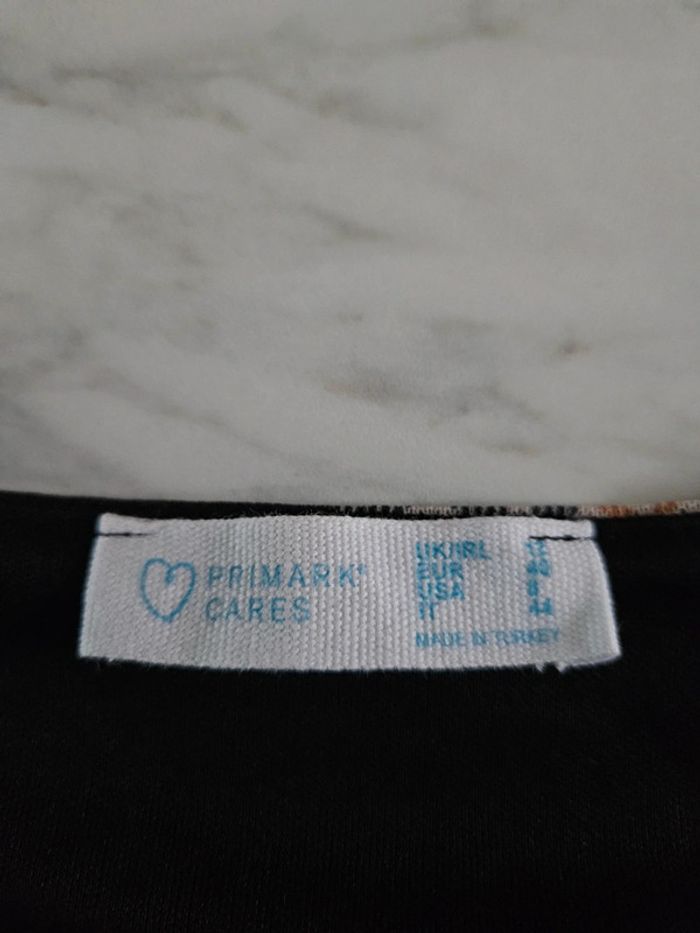 PRIMARK®
CARES
UK/IRL 12
EUR 40
USA 8
IT 44
MADE IN TURKEY